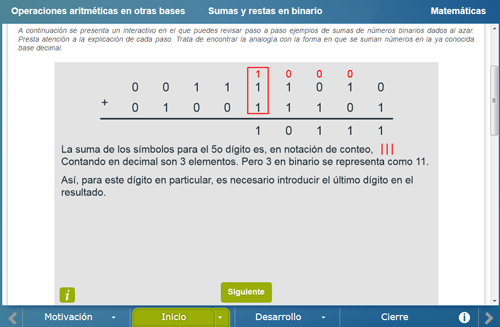 Operaciones aritméticas en otras bases Sumas y restas en binario Matemáticas
A continuación se presenta un interactivo en el que puedes revisar paso a paso ejemplos de sumas de números binarios dados al azar.
Presta atención a la explicación de cada paso. Trata de encontrar la analogía con la forma en que se suman números en la ya conocida
base decimal.
1 0 0 0
0 0 1 1 1 1 0 1 0
+ 0 1 0 0 1 1 1 0 1
1 0 1 1 1
La suma de los símbolos para el 5o dígito es, en notación de conteo, |||
Contando en decimal son 3 elementos. Pero 3 en binario se representa como 11.
Así, para este dígito en particular, es necesario introducir el último dígito en el
resultado.
i Siguiente
Motivación Inicio Desarrollo Cierre i